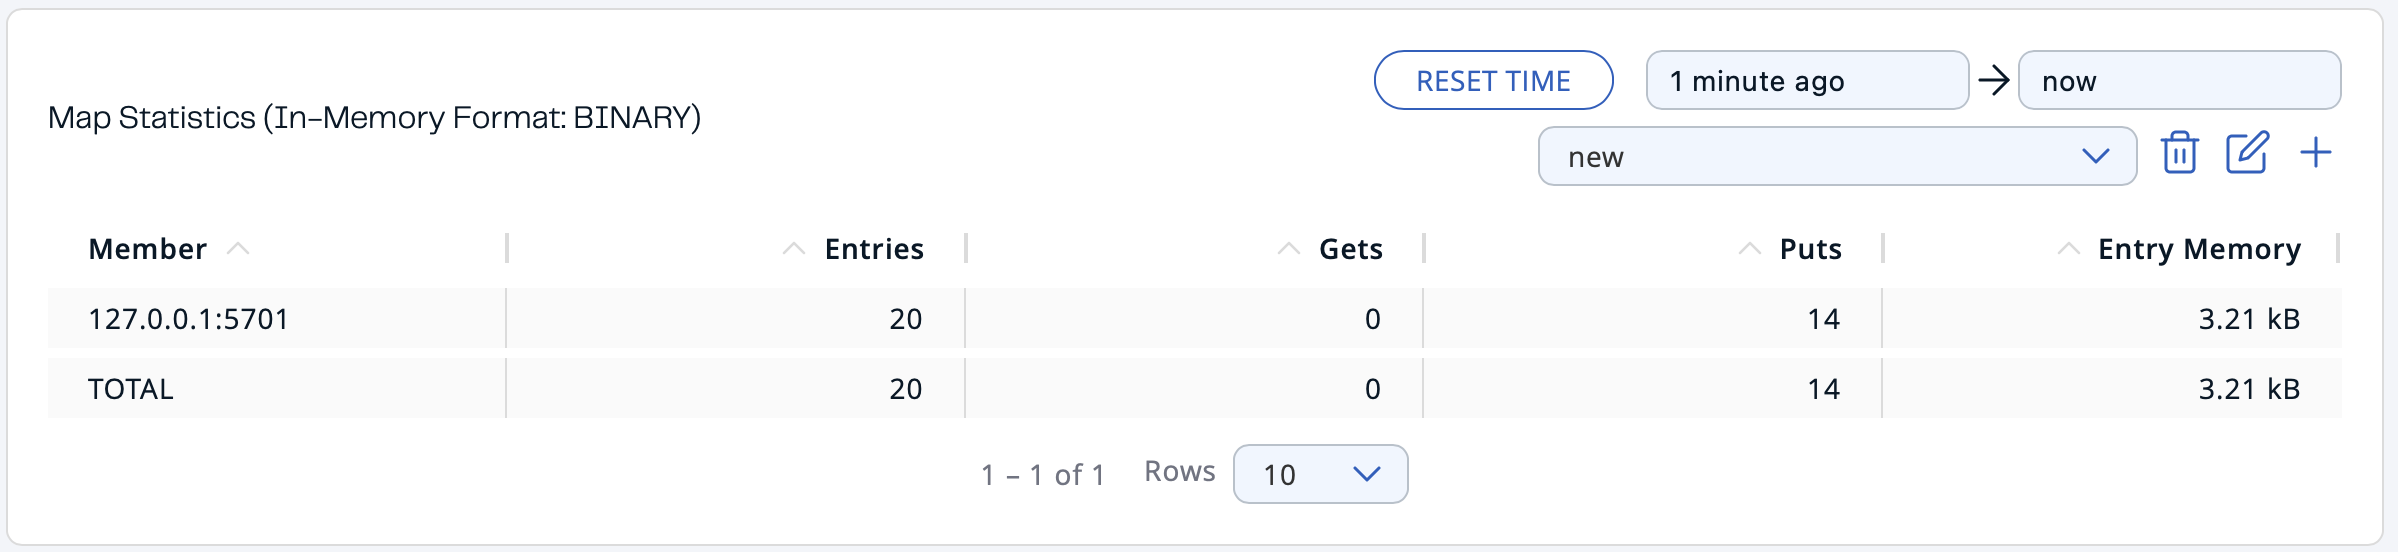 Map Statistics (In-Memory Format: BINARY)
RESET TIME 1 minute ago → now
new
Member Entries Gets Puts Entry Memory
127.0.0.1:5701 20 0 14 3.21 kB
TOTAL 20 0 14 3.21 kB
1 – 1 of 1 Rows 10